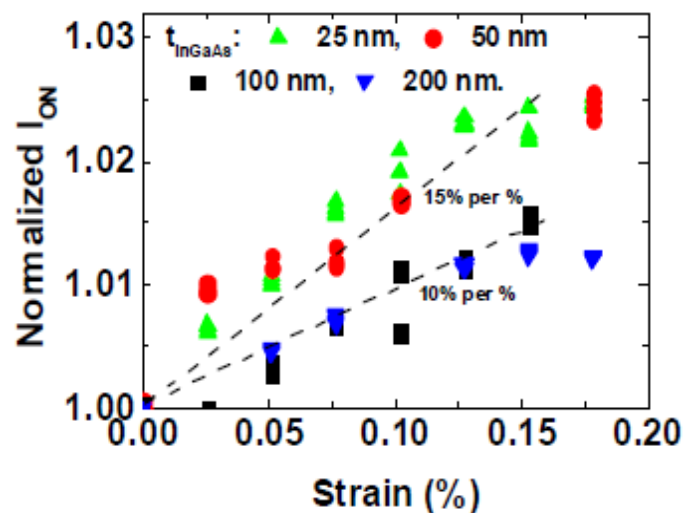 1.03
1.02
1.01
1.00
Normalized I_ON
t_InGaAs: 25 nm, 50 nm
100 nm, 200 nm.
15% per %
10% per %
0.00 0.05 0.10 0.15 0.20
Strain (%)